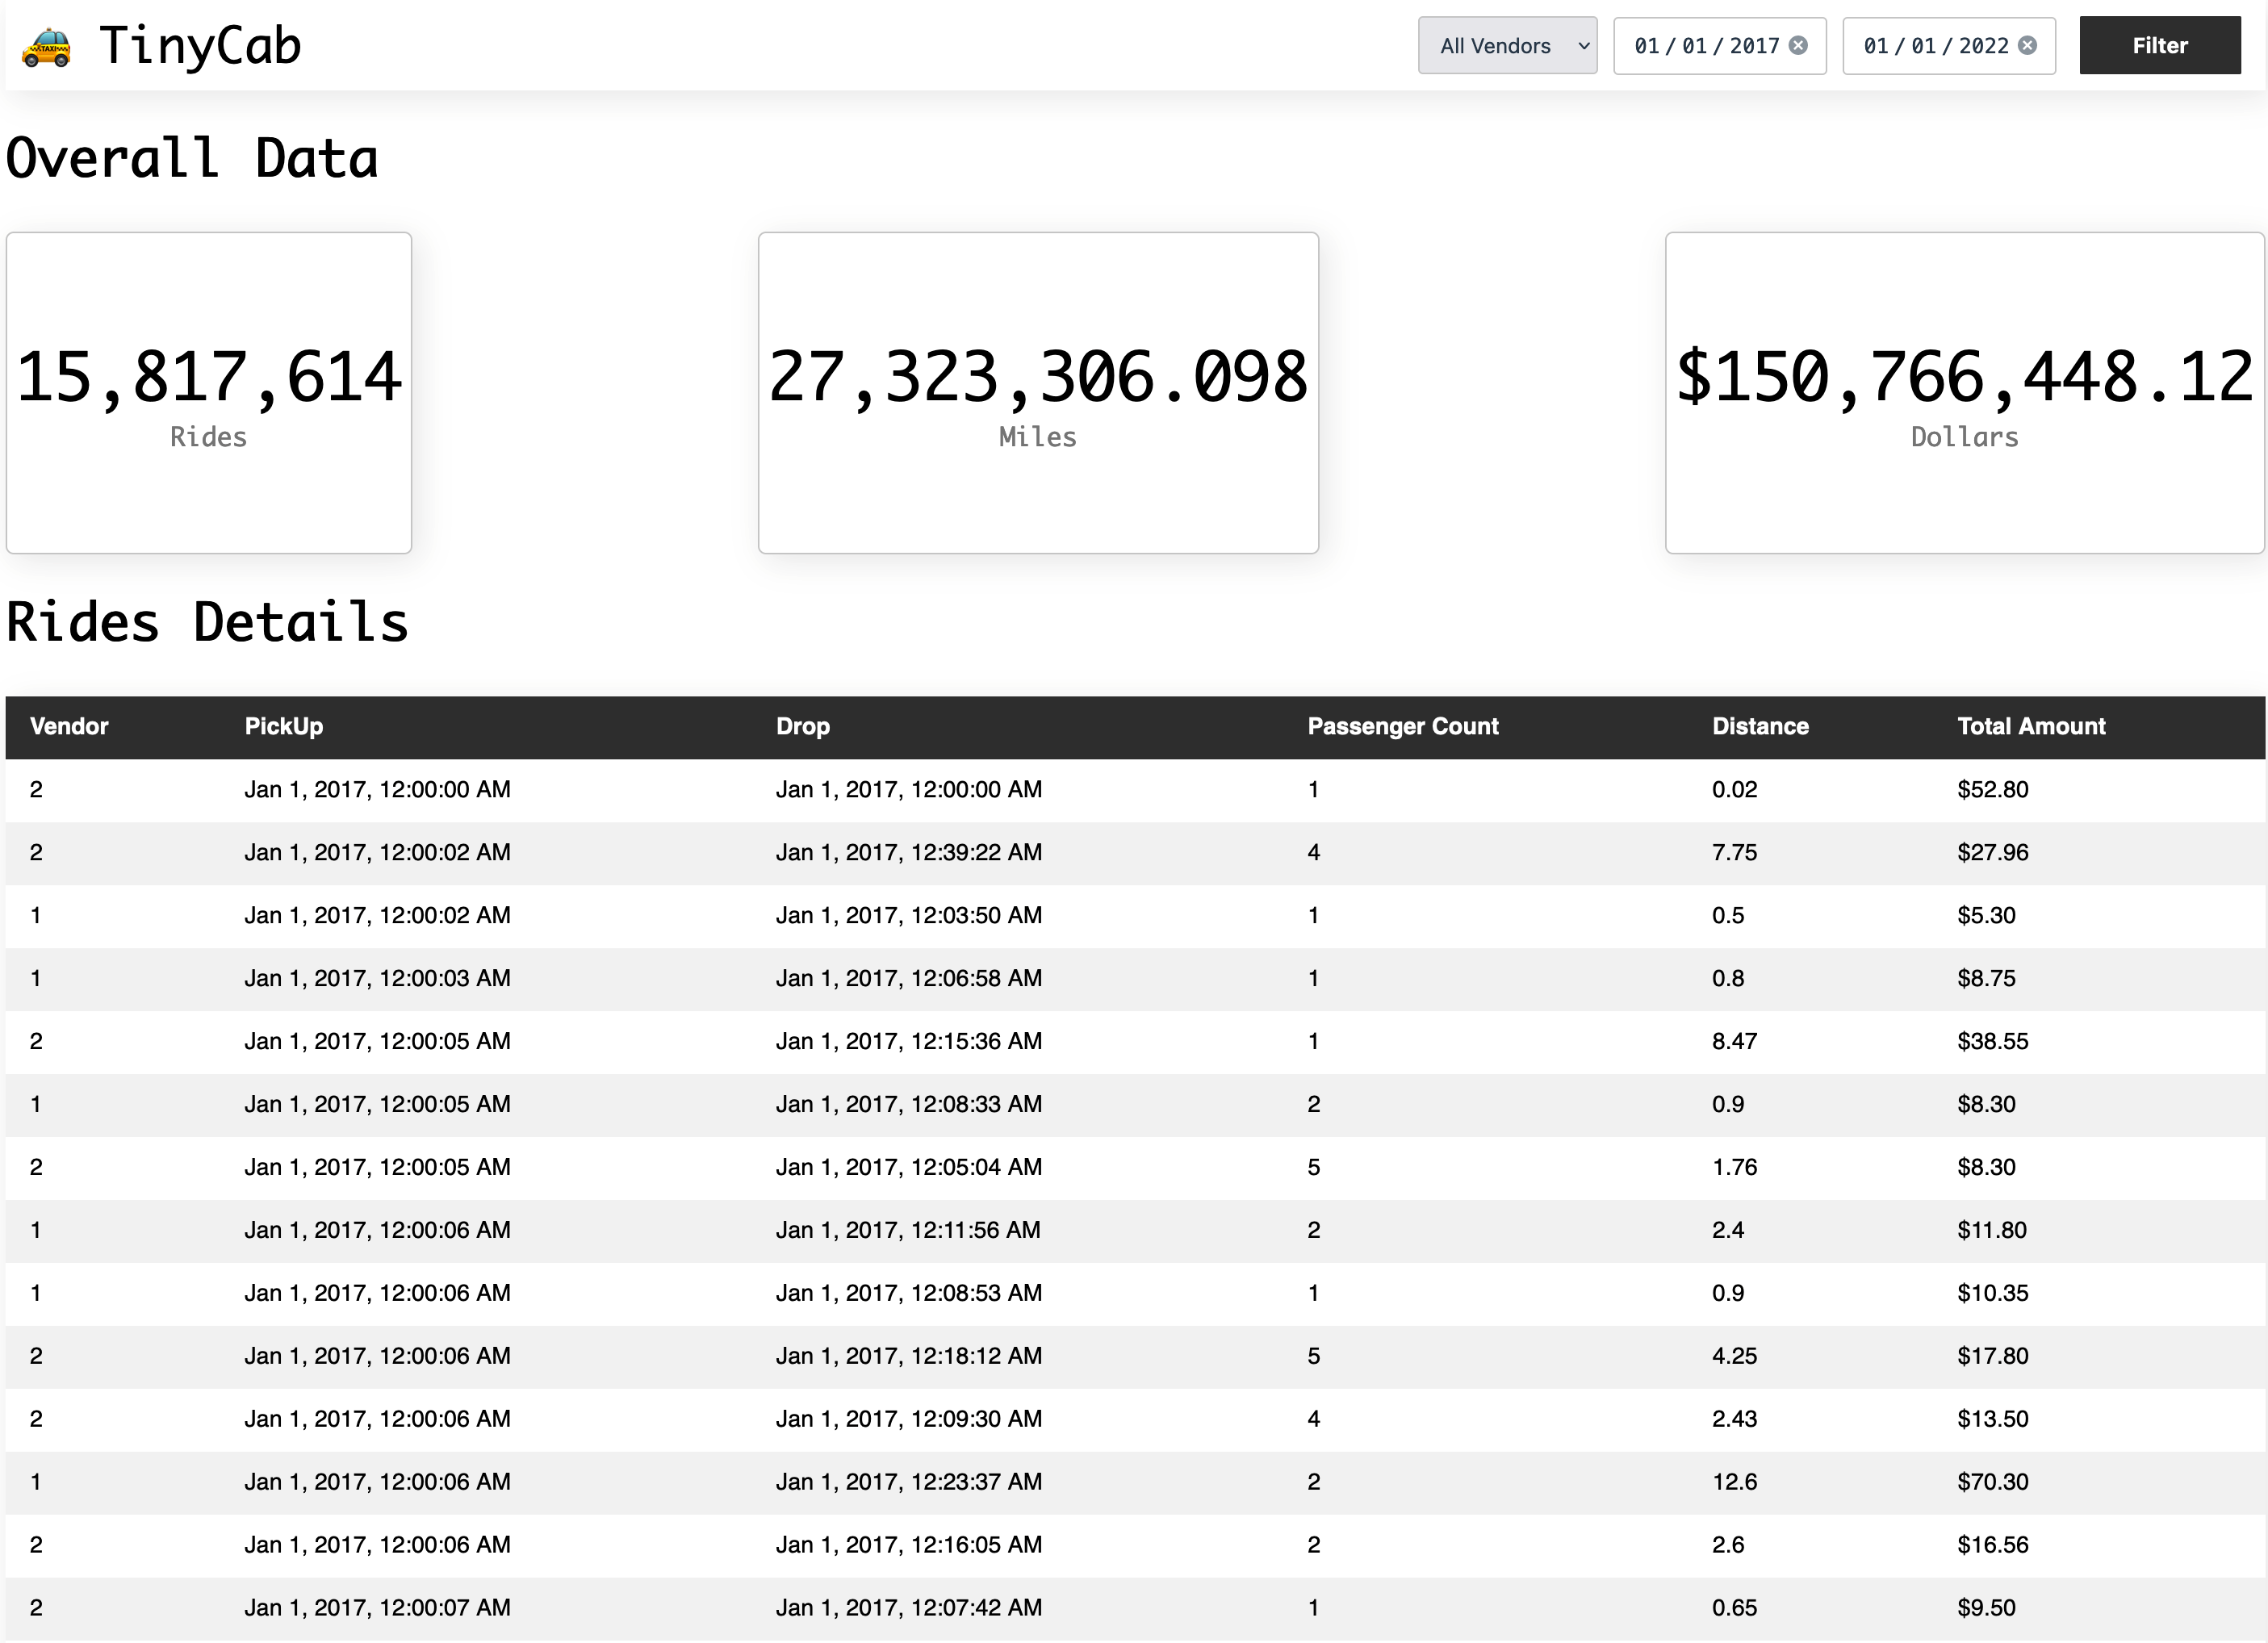 TinyCab All Vendors 01/01/2017 01/01/2022 Filter
Overall Data
15,817,614 27,323,306.098 $150,766,448.12
Rides Miles Dollars
Rides Details
Vendor PickUp Drop Passenger Count Distance Total Amount
2 Jan 1, 2017, 12:00:00 AM Jan 1, 2017, 12:00:00 AM 1 0.02 $52.80
2 Jan 1, 2017, 12:00:02 AM Jan 1, 2017, 12:39:22 AM 4 7.75 $27.96
1 Jan 1, 2017, 12:00:02 AM Jan 1, 2017, 12:03:50 AM 1 0.5 $5.30
1 Jan 1, 2017, 12:00:03 AM Jan 1, 2017, 12:06:58 AM 1 0.8 $8.75
2 Jan 1, 2017, 12:00:05 AM Jan 1, 2017, 12:15:36 AM 1 8.47 $38.55
1 Jan 1, 2017, 12:00:05 AM Jan 1, 2017, 12:08:33 AM 2 0.9 $8.30
2 Jan 1, 2017, 12:00:05 AM Jan 1, 2017, 12:05:04 AM 5 1.76 $8.30
1 Jan 1, 2017, 12:00:06 AM Jan 1, 2017, 12:11:56 AM 2 2.4 $11.80
1 Jan 1, 2017, 12:00:06 AM Jan 1, 2017, 12:08:53 AM 1 0.9 $10.35
2 Jan 1, 2017, 12:00:06 AM Jan 1, 2017, 12:18:12 AM 5 4.25 $17.80
2 Jan 1, 2017, 12:00:06 AM Jan 1, 2017, 12:09:30 AM 4 2.43 $13.50
1 Jan 1, 2017, 12:00:06 AM Jan 1, 2017, 12:23:37 AM 2 12.6 $70.30
2 Jan 1, 2017, 12:00:06 AM Jan 1, 2017, 12:16:05 AM 2 2.6 $16.56
2 Jan 1, 2017, 12:00:07 AM Jan 1, 2017, 12:07:42 AM 1 0.65 $9.50